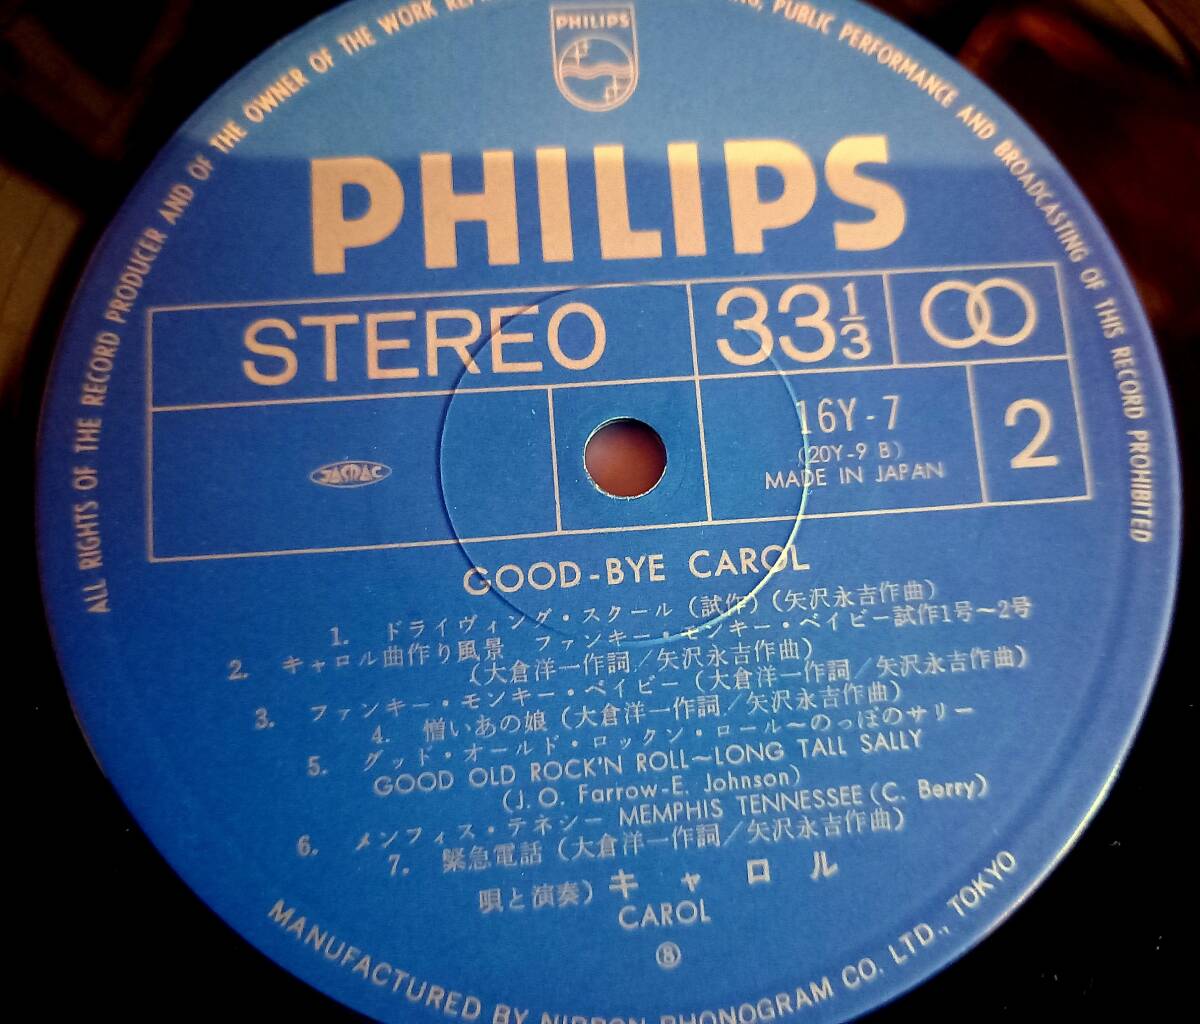 ALL RIGHTS OF THE RECORD PRODUCER AND OF THE OWNER OF THE WORK
PUBLIC PERFORMANCE AND BROADCASTING OF THIS RECORD PROHIBITED
PHILIPS
PHILIPS
STEREO
33 1/3
16Y-7
(20Y-9 B)
MADE IN JAPAN
2
JASRAC
GOOD-BYE CAROL
1. ドライヴィング・スクール (試作) (矢沢永吉作曲)
2. キャロル曲作り風景 ファンキー・モンキー・ベイビー試作1号～2号
(大倉洋一作詞／矢沢永吉作曲)
3. ファンキー・モンキー・ベイビー (大倉洋一作詞／矢沢永吉作曲)
4. 憎いあの娘 (大倉洋一作詞／矢沢永吉作曲)
5. グッド・オールド・ロックン・ロール～のっぽのサリー
GOOD OLD ROCK'N ROLL～LONG TALL SALLY
(J. O. Farrow-E. Johnson)
6. メンフィス・テネシー MEMPHIS TENNESSEE (C. Berry)
7. 緊急電話 (大倉洋一作詞／矢沢永吉作曲)
唄と演奏) キャロル
CAROL
⑧
MANUFACTURED BY NIPPON PHONOGRAM CO. LTD., TOKYO